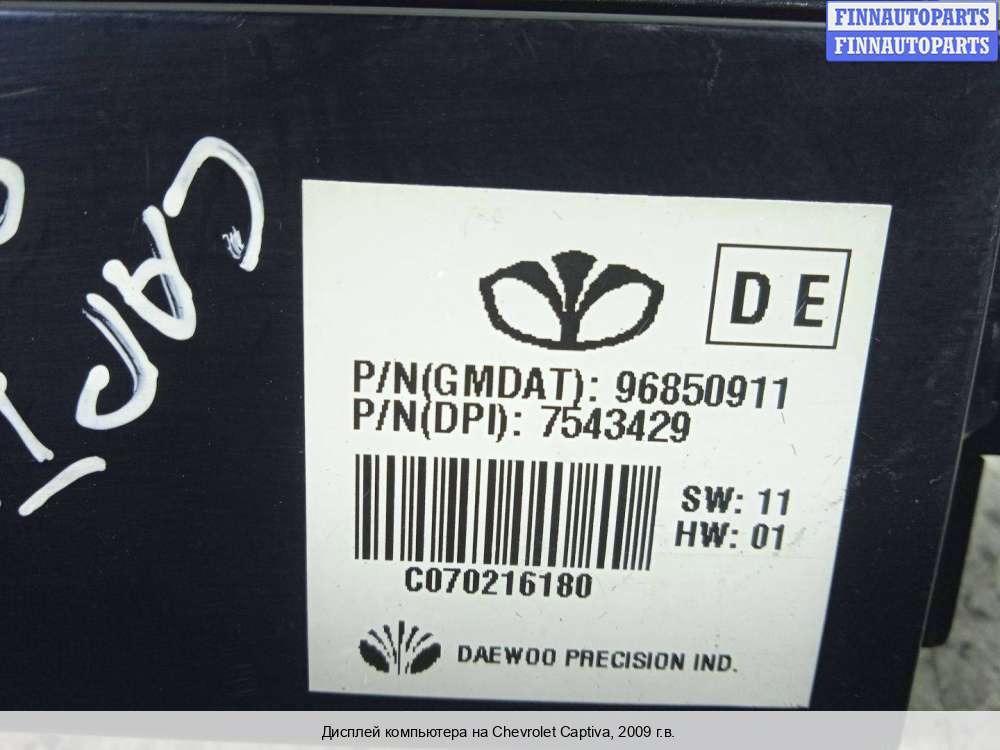 FINNAUTOPARTS
FINNAUTOPARTS
D E
P/N(GMDAT): 96850911
P/N(DPI): 7543429
SW: 11
HW: 01
C070216180
DAEWOO PRECISION IND.
Дисплей компьютера на Chevrolet Captiva, 2009 г.в.